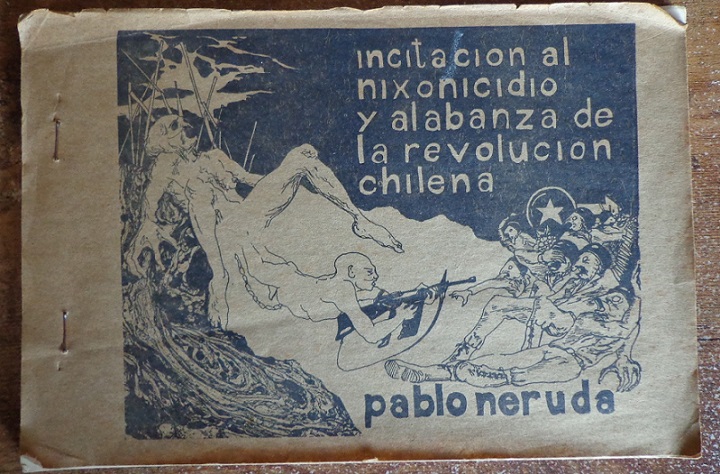 incitacion al
nixonicidio
y alabanza de
la revolucion
chilena
pablo neruda